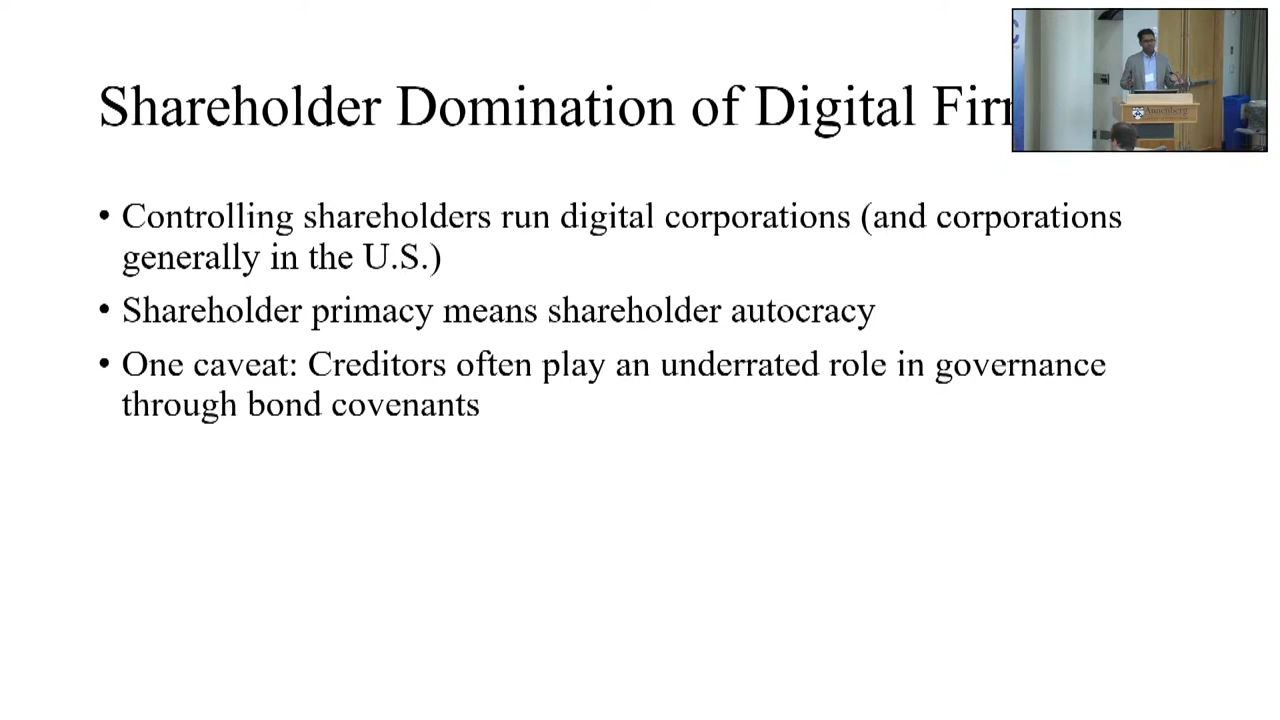 Shareholder Domination of Digital
• Controlling shareholders run digital corporations (and corporations
generally in the U.S.)
• Shareholder primacy means shareholder autocracy
• One caveat: Creditors often play an underrated role in governance
through bond covenants
Annenberg